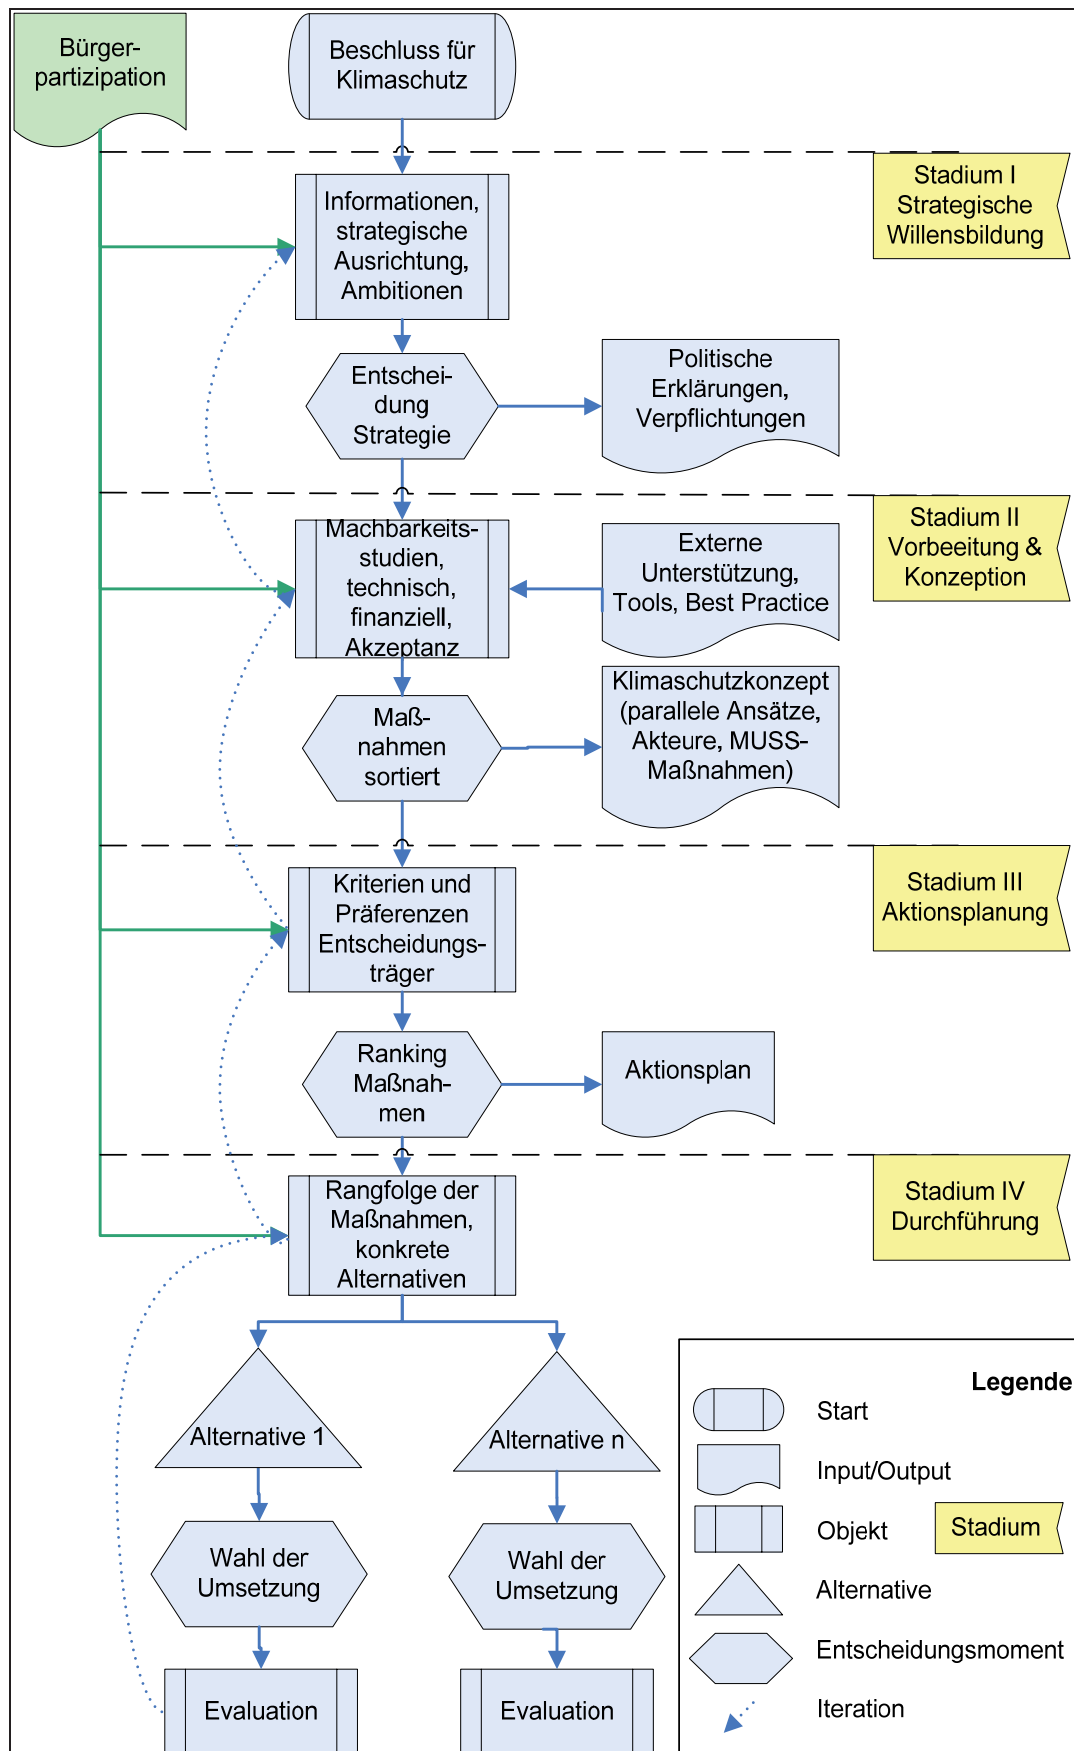 Bürger-
partizipation
Beschluss für
Klimaschutz
Stadium I
Strategische
Willensbildung
Informationen,
strategische
Ausrichtung,
Ambitionen
Entschei-
dung
Strategie
Politische
Erklärungen,
Verpflichtungen
Stadium II
Vorbeeitung &
Konzeption
Machbarkeits-
studien,
technisch,
finanziell,
Akzeptanz
Externe
Unterstützung,
Tools, Best Practice
Maß-
nahmen
sortiert
Klimaschutzkonzept
(parallele Ansätze,
Akteure, MUSS-
Maßnahmen)
Stadium III
Aktionsplanung
Kriterien und
Präferenzen
Entscheidungs-
träger
Ranking
Maßnah-
men
Aktionsplan
Stadium IV
Durchführung
Rangfolge der
Maßnahmen,
konkrete
Alternativen
Alternative 1
Alternative n
Wahl der
Umsetzung
Wahl der
Umsetzung
Evaluation
Evaluation
Legende
Start
Input/Output
Objekt
Stadium
Alternative
Entscheidungsmoment
Iteration